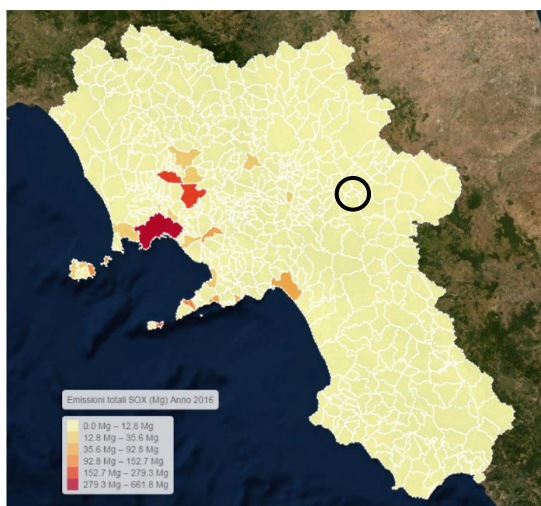 Emissioni totali SOX (Mg) Anno 2016
0.0 Mg – 12.8 Mg
12.8 Mg – 35.6 Mg
35.6 Mg – 92.8 Mg
92.8 Mg – 152.7 Mg
152.7 Mg – 279.3 Mg
279.3 Mg – 661.8 Mg